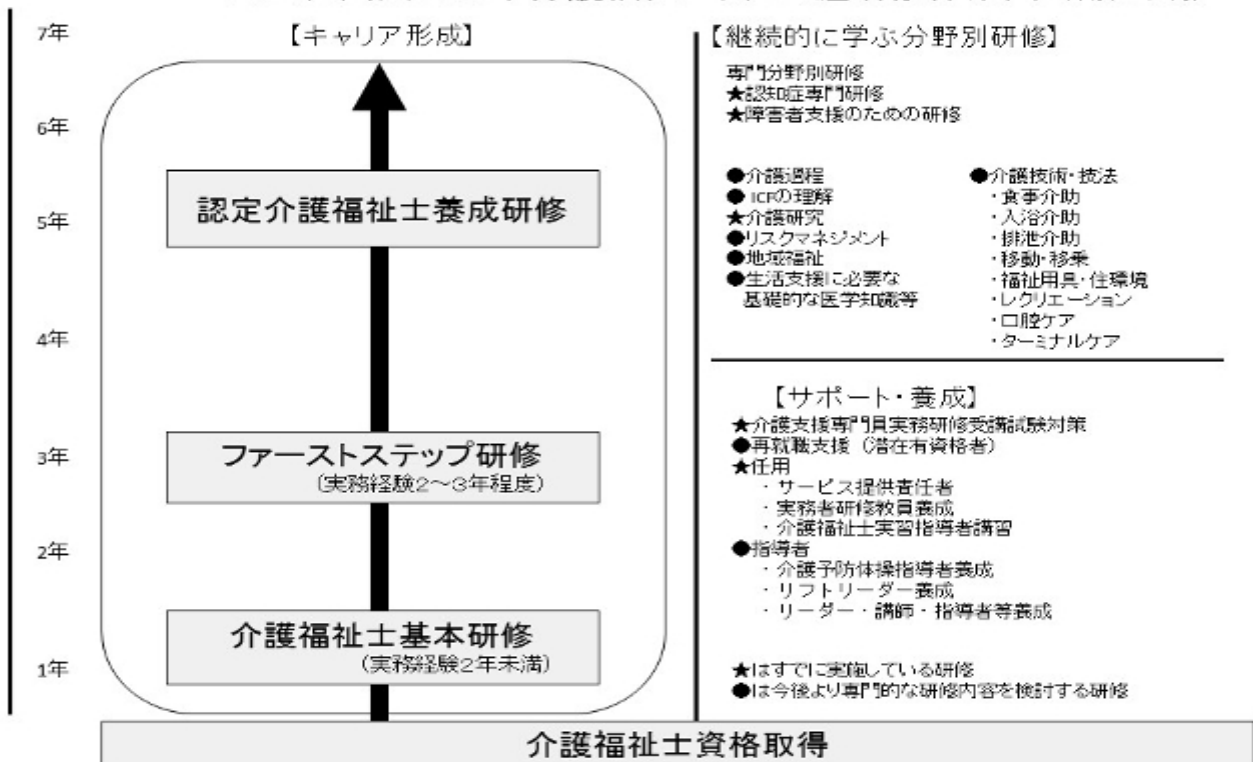 7年
6年
5年
4年
3年
2年
1年
【キャリア形成】
認定介護福祉士養成研修
ファーストステップ研修
(実務経験2~3年程度)
介護福祉士基本研修
(実務経験2年未満)
【継続的に学ぶ分野別研修】
専門分野別研修
★認知症専門研修
★障害者支援のための研修
●介護過程
●ICFの理解
★介護研究
●リスクマネジメント
●地域福祉
●生活支援に必要な
基礎的な医学知識等
●介護技術・技法
・食事介助
・入浴介助
・排泄介助
・移動・移乗
・福祉用具・住環境
・レクリエーション
・口腔ケア
・ターミナルケア
【サポート・養成】
★介護支援専門員実務研修受講試験対策
●再就職支援(潜在有資格者)
★任用
・サービス提供責任者
・実務者研修教員養成
・介護福祉士実習指導者講習
●指導者
・介護予防体操指導者養成
・リフトリーダー養成
・リーダー・講師・指導者等養成
★はすでに実施している研修
●は今後より専門的な研修内容を検討する研修
介護福祉士資格取得